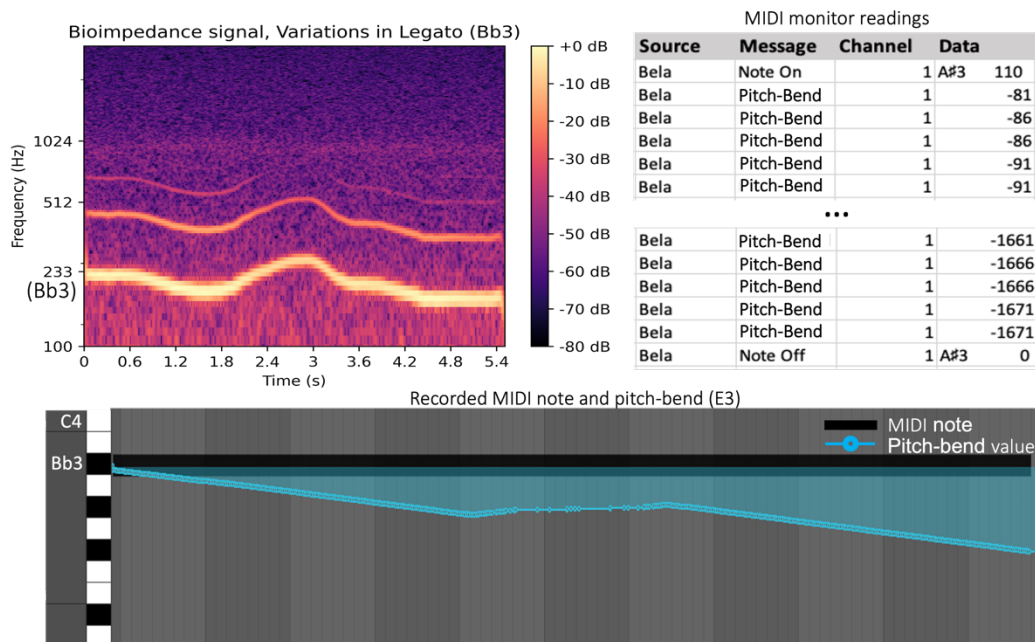 Bioimpedance signal, Variations in Legato (Bb3)
Frequency (Hz)
1024
512
233
(Bb3)
100
0 0.6 1.2 1.8 2.4 3 3.6 4.2 4.8 5.4
Time (s)
+0 dB
-10 dB
-20 dB
-30 dB
-40 dB
-50 dB
-60 dB
-70 dB
-80 dB
MIDI monitor readings
Source Message Channel Data
Bela Note On 1 A♯3 110
Bela Pitch-Bend 1 -81
Bela Pitch-Bend 1 -86
Bela Pitch-Bend 1 -86
Bela Pitch-Bend 1 -91
Bela Pitch-Bend 1 -91
...
Bela Pitch-Bend 1 -1661
Bela Pitch-Bend 1 -1666
Bela Pitch-Bend 1 -1666
Bela Pitch-Bend 1 -1671
Bela Pitch-Bend 1 -1671
Bela Note Off 1 A♯3 0
Recorded MIDI note and pitch-bend (E3)
C4
Bb3
MIDI note
Pitch-bend value